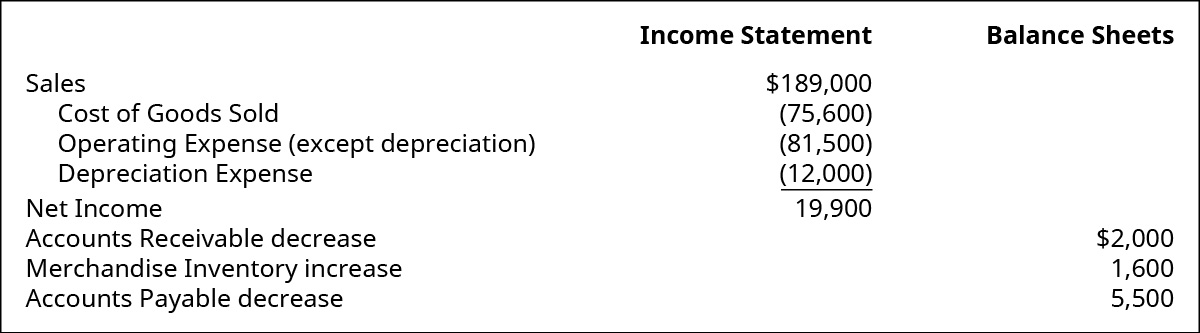 Income Statement Balance Sheets
Sales $189,000
Cost of Goods Sold (75,600)
Operating Expense (except depreciation) (81,500)
Depreciation Expense (12,000)
Net Income 19,900
Accounts Receivable decrease $2,000
Merchandise Inventory increase 1,600
Accounts Payable decrease 5,500